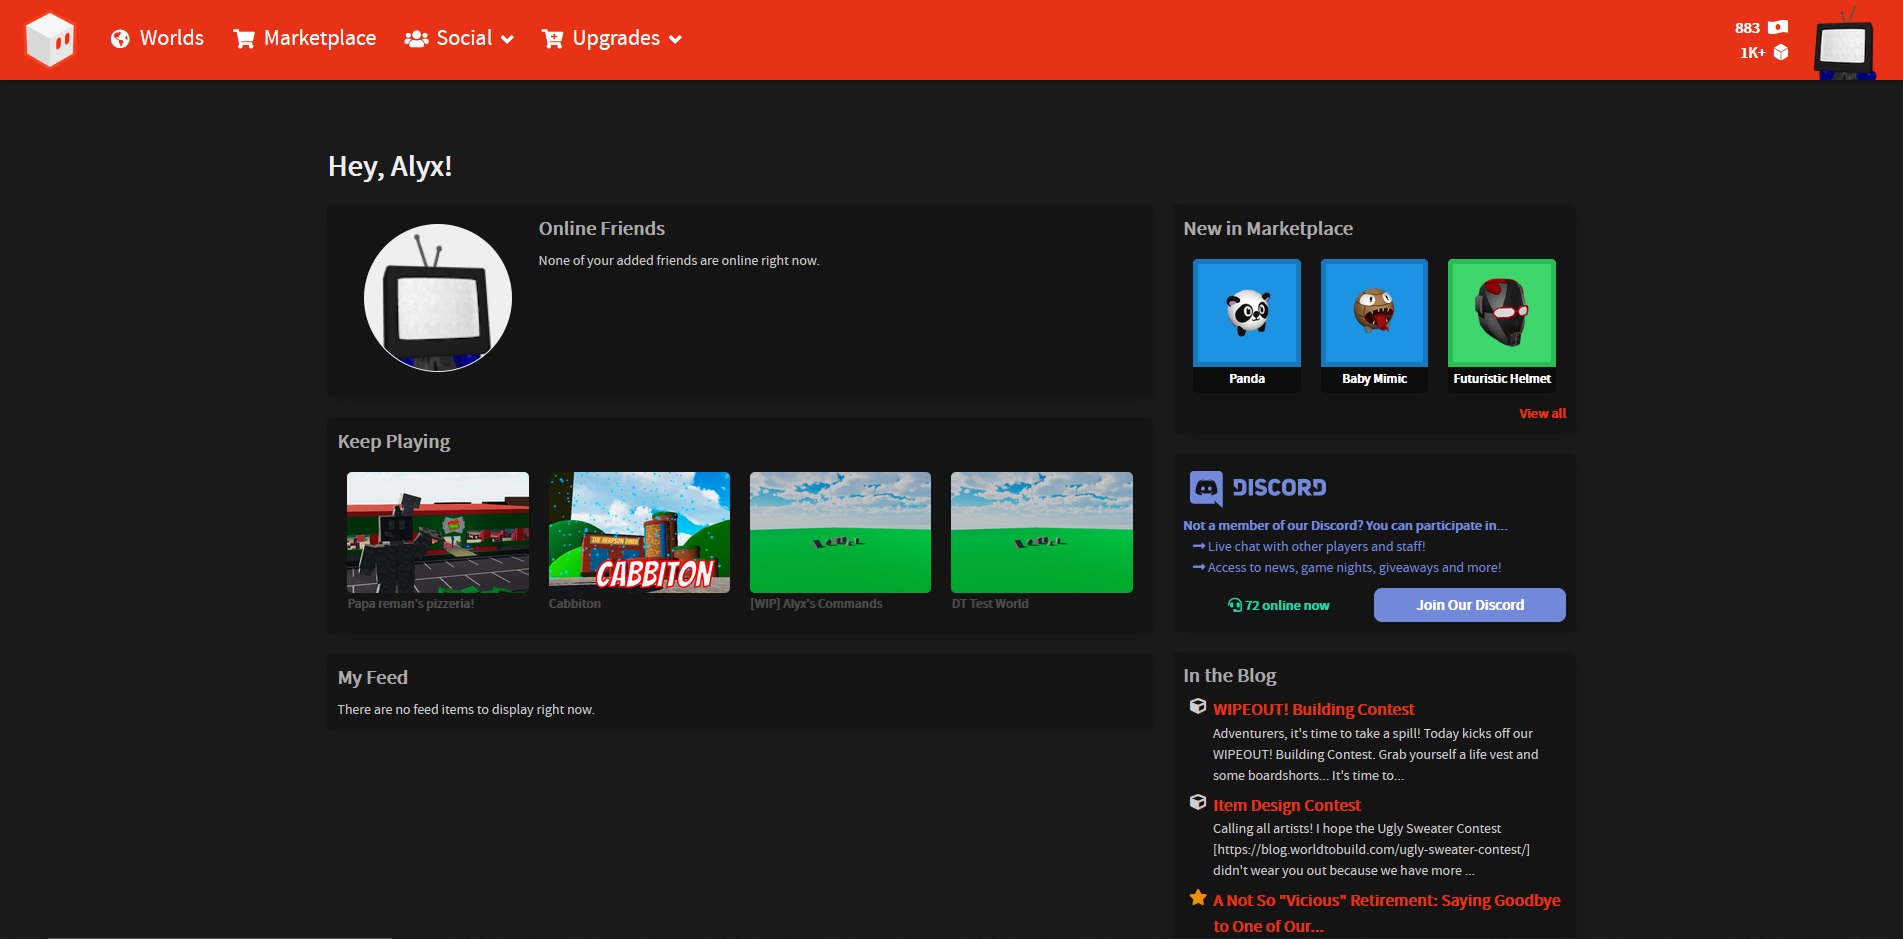 Worlds
Marketplace
Social
Upgrades
883
1K+
Hey, Alyx!
Online Friends
None of your added friends are online right now.
Keep Playing
THE DERPSON DINER
CABBITON
Papa reman's pizzeria!
Cabbiton
[WIP] Alyx's Commands
DT Test World
My Feed
There are no feed items to display right now.
New in Marketplace
Panda
Baby Mimic
Futuristic Helmet
View all
DISCORD
Not a member of our Discord? You can participate in...
Live chat with other players and staff!
Access to news, game nights, giveaways and more!
72 online now
Join Our Discord
In the Blog
WIPEOUT! Building Contest
Adventurers, it's time to take a spill! Today kicks off our
WIPEOUT! Building Contest. Grab yourself a life vest and
some boardshorts... It's time to...
Item Design Contest
Calling all artists! I hope the Ugly Sweater Contest
[https://blog.worldtobuild.com/ugly-sweater-contest/]
didn't wear you out because we have more ...
A Not So "Vicious" Retirement: Saying Goodbye
to One of Our...